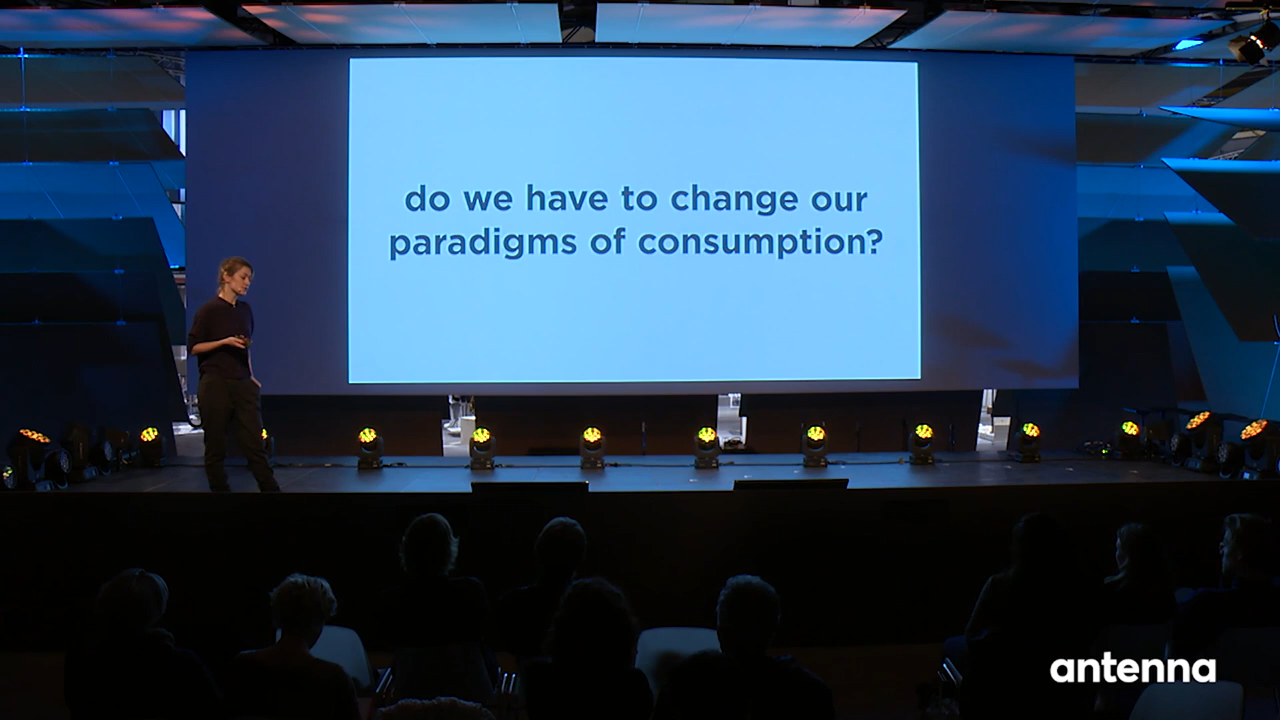 do we have to change our
paradigms of consumption?
antenna